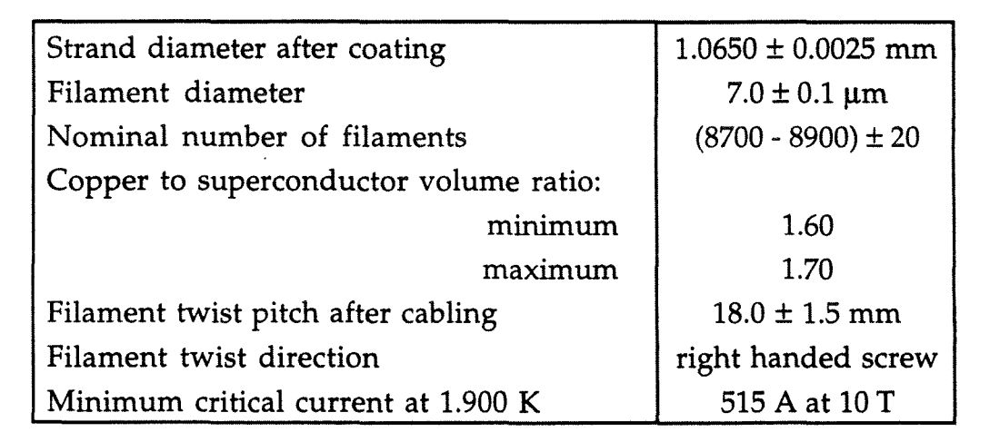 Strand diameter after coating 1.0650 ± 0.0025 mm
Filament diameter 7.0 ± 0.1 μm
Nominal number of filaments (8700 - 8900) ± 20
Copper to superconductor volume ratio:
minimum 1.60
maximum 1.70
Filament twist pitch after cabling 18.0 ± 1.5 mm
Filament twist direction right handed screw
Minimum critical current at 1.900 K 515 A at 10 T